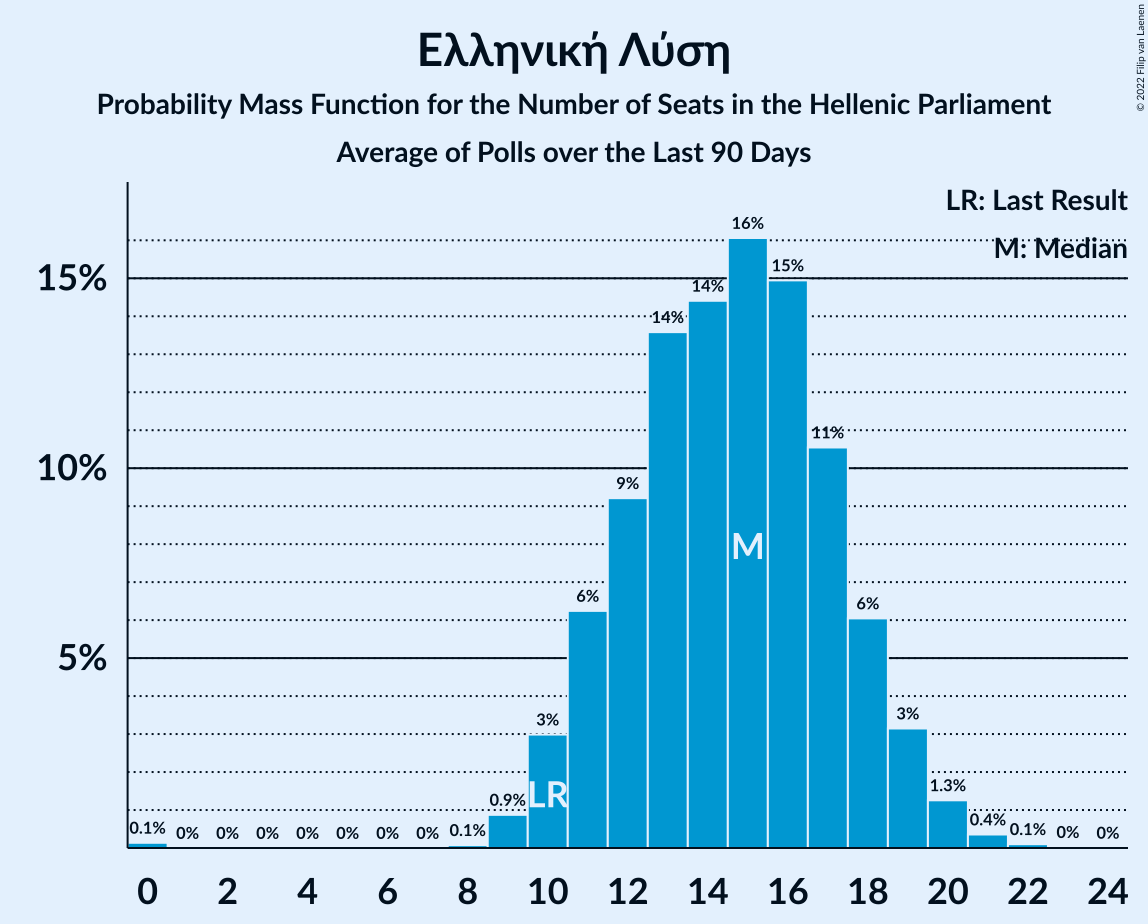 Ελληνική Λύση
Probability Mass Function for the Number of Seats in the Hellenic Parliament
Average of Polls over the Last 90 Days
© 2022 Filip van Laenen
LR: Last Result
M: Median
15%
10%
5%
0.1% 0% 0% 0% 0% 0% 0% 0% 0.1% 0.9% 3% 6% 9% 14% 14% 16% 15% 11% 6% 3% 1.3% 0.4% 0.1% 0% 0%
M
LR
0 2 4 6 8 10 12 14 16 18 20 22 24